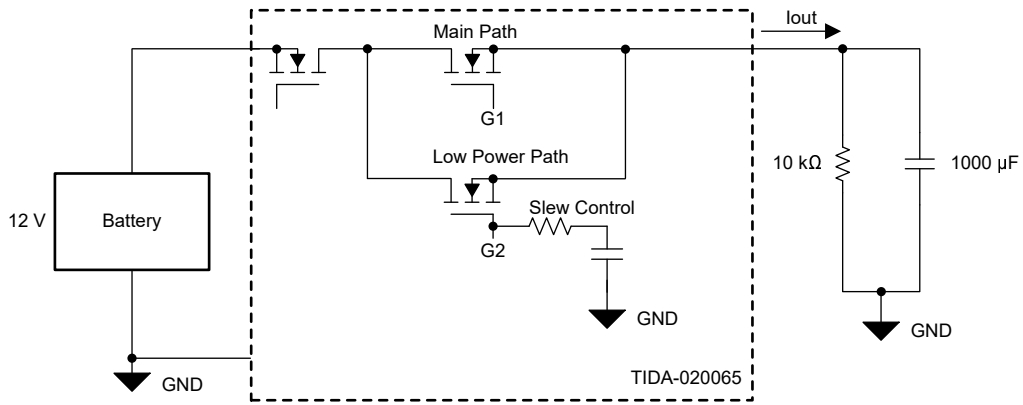 Iout
Main Path
G1
Low Power Path
Slew Control
G2
12 V
Battery
10 kΩ
1000 µF
GND
GND
GND
TIDA-020065